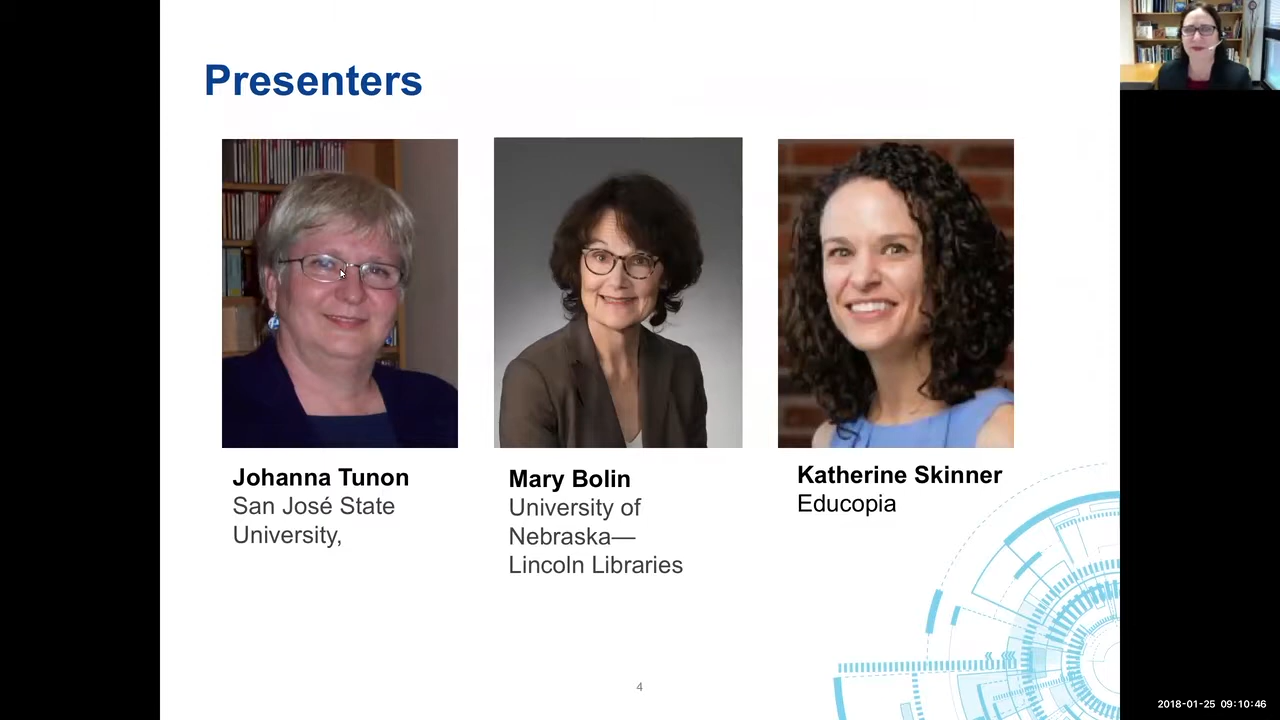 Presenters
Johanna Tunon
San José State
University,
Mary Bolin
University of
Nebraska—
Lincoln Libraries
Katherine Skinner
Educopia
4
2018-01-25 09:10:46